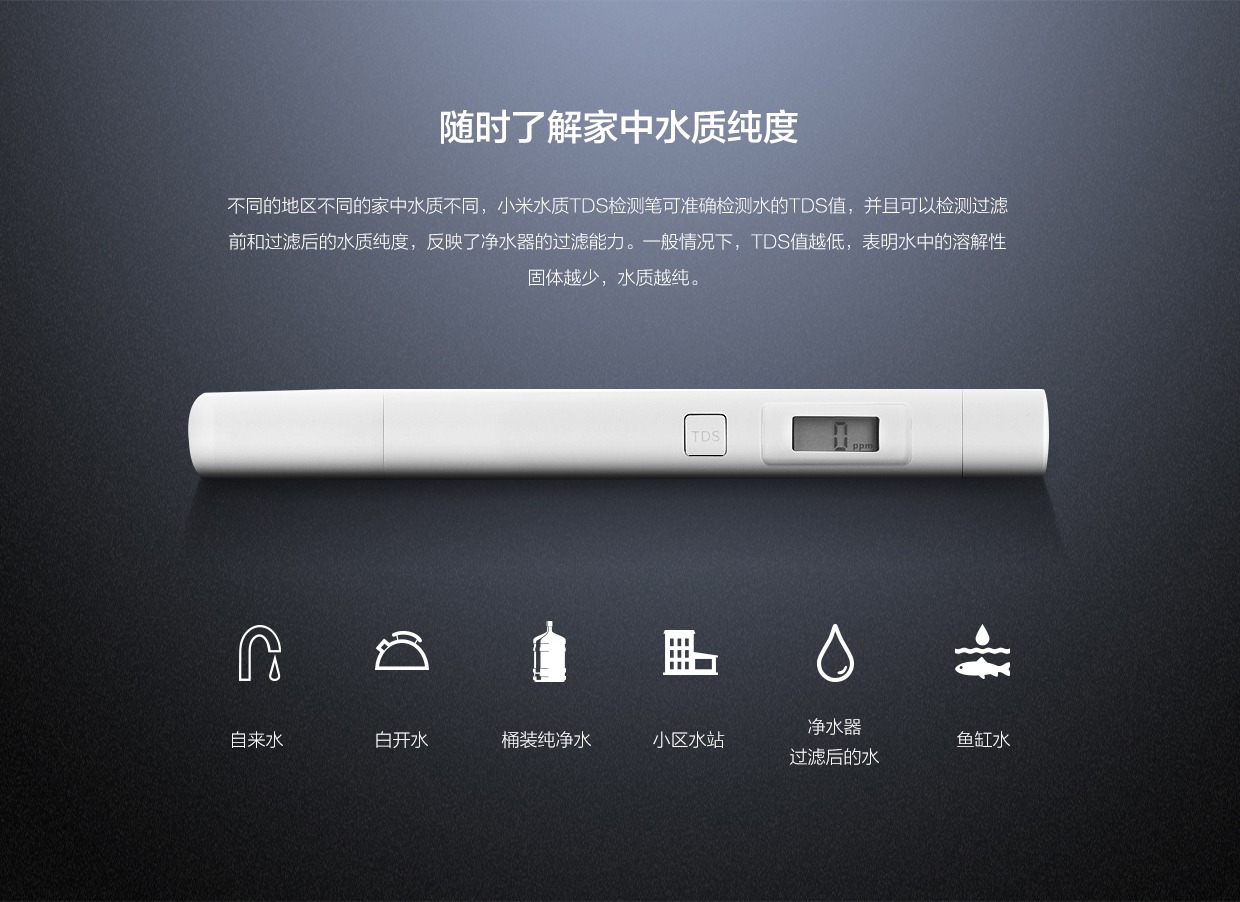 随时了解家中水质纯度
不同的地区不同的家中水质不同，小米水质TDS检测笔可准确检测水的TDS值，并且可以检测过滤
前和过滤后的水质纯度，反映了净水器的过滤能力。一般情况下，TDS值越低，表明水中的溶解性
固体越少，水质越纯。
TDS
0 ppm
自来水
白开水
桶装纯净水
小区水站
净水器
过滤后的水
鱼缸水